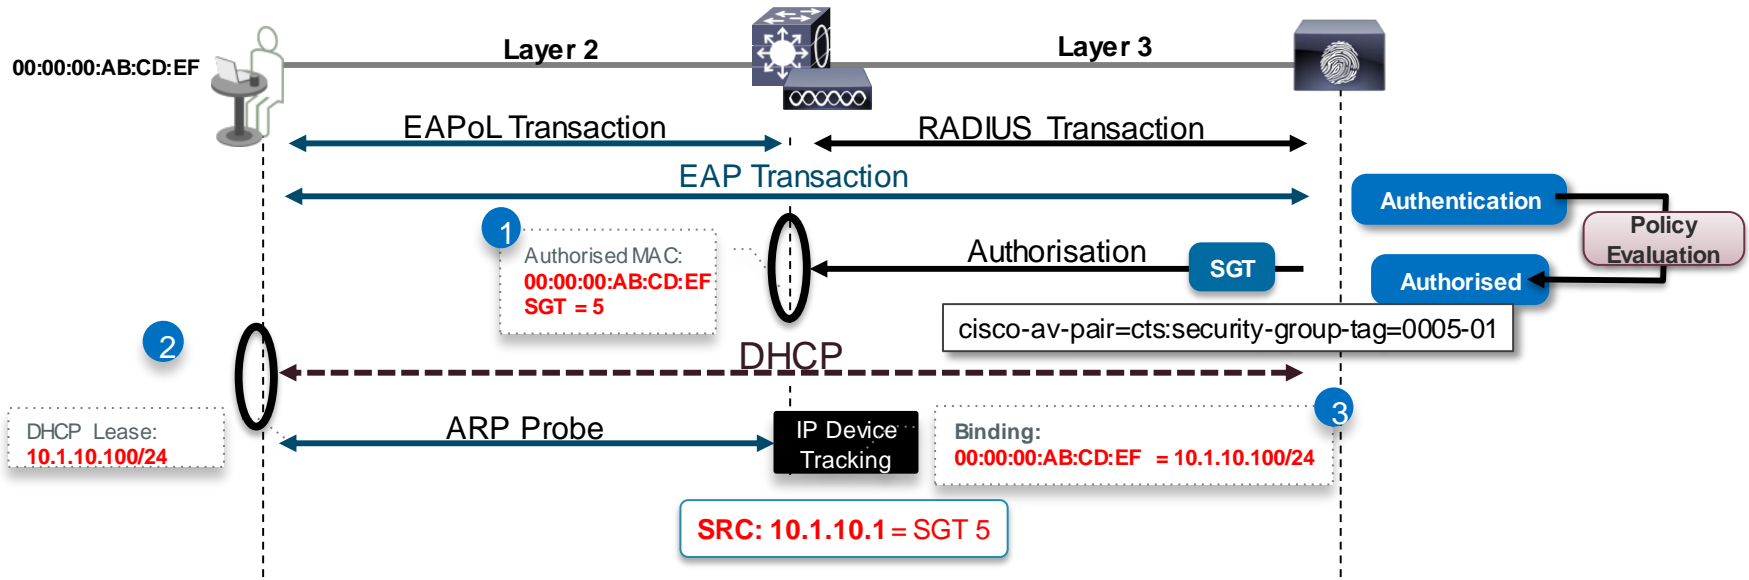 Layer 2
Layer 3
00:00:00:AB:CD:EF
EAPoL Transaction
RADIUS Transaction
EAP Transaction
Authentication
Policy
Evaluation
1
Authorised MAC:
00:00:00:AB:CD:EF
SGT = 5
Authorisation
SGT
Authorised
cisco-av-pair=cts:security-group-tag=0005-01
2
DHCP
DHCP Lease:
10.1.10.100/24
ARP Probe
IP Device
Tracking
3
Binding:
00:00:00:AB:CD:EF = 10.1.10.100/24
SRC: 10.1.10.1 = SGT 5